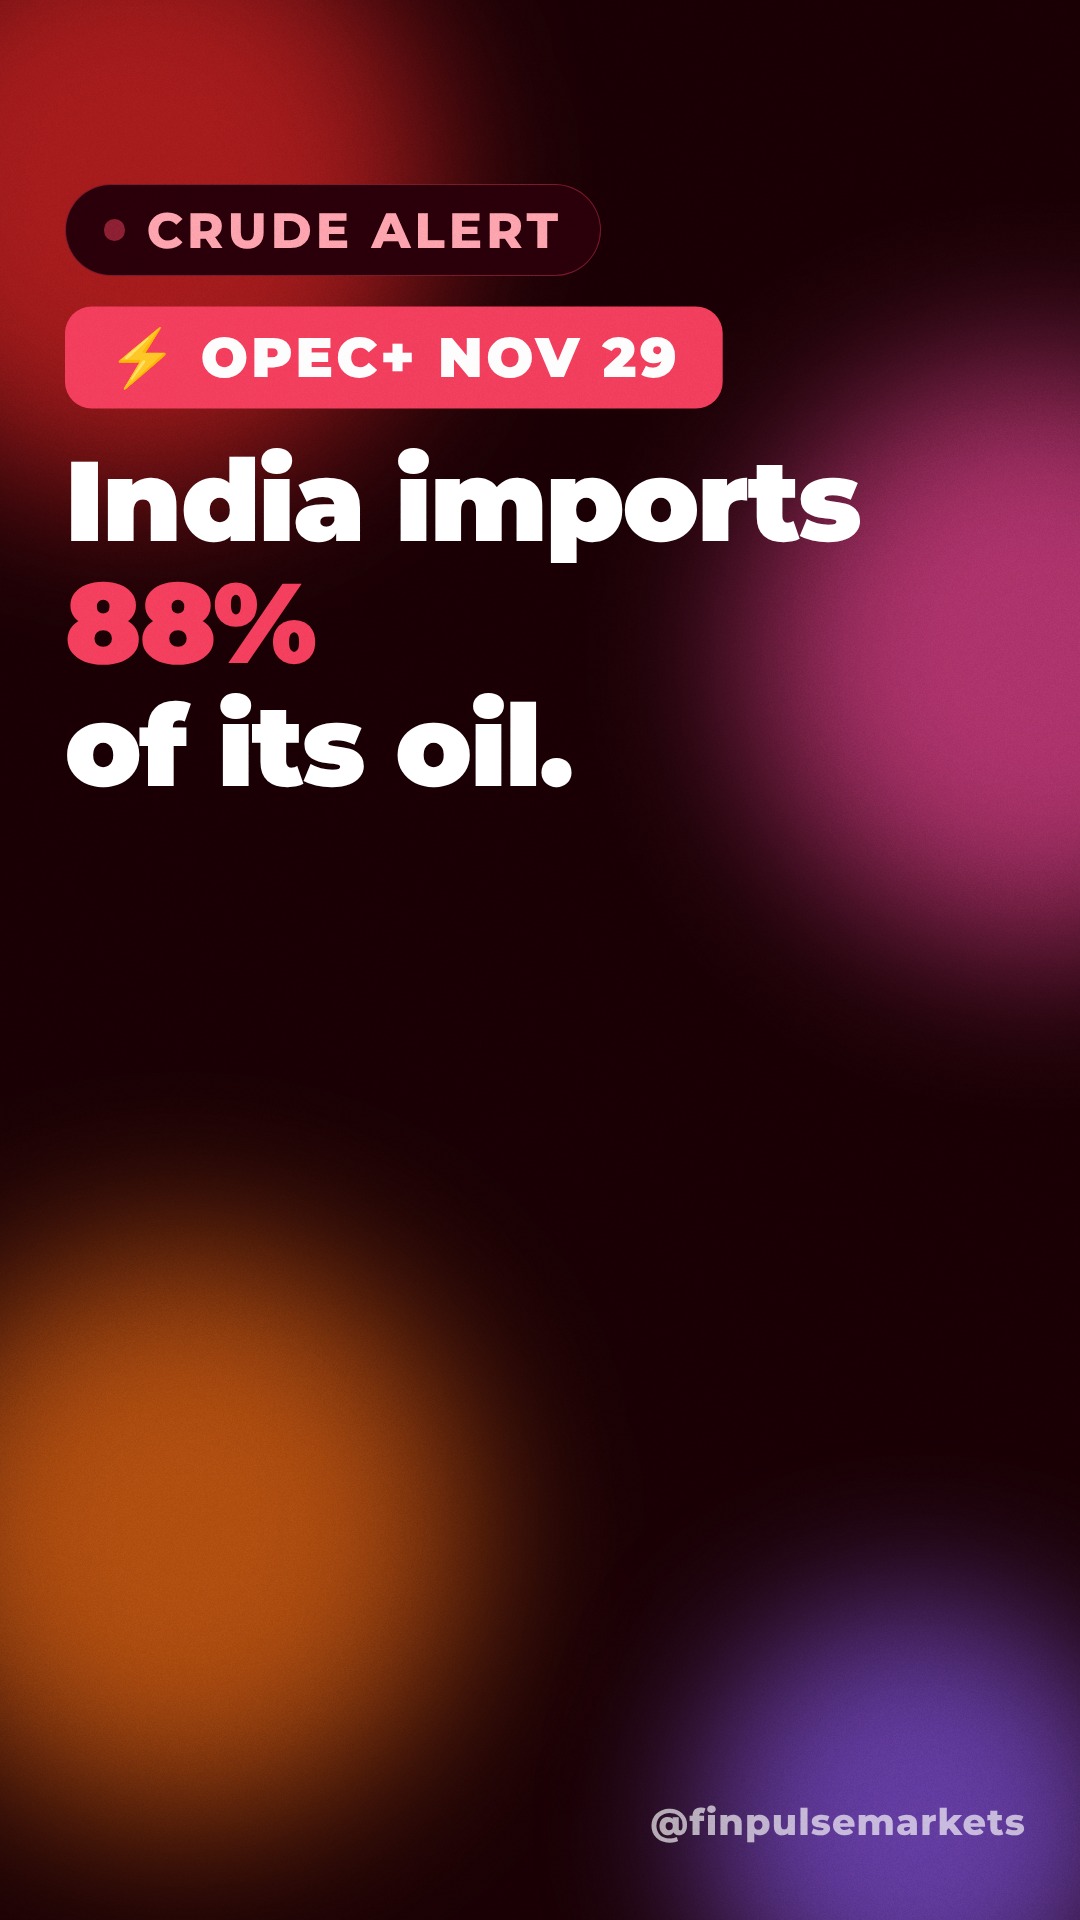 CRUDE ALERT
⚡ OPEC+ NOV 29
India imports
88%
of its oil.
@finpulsemarkets